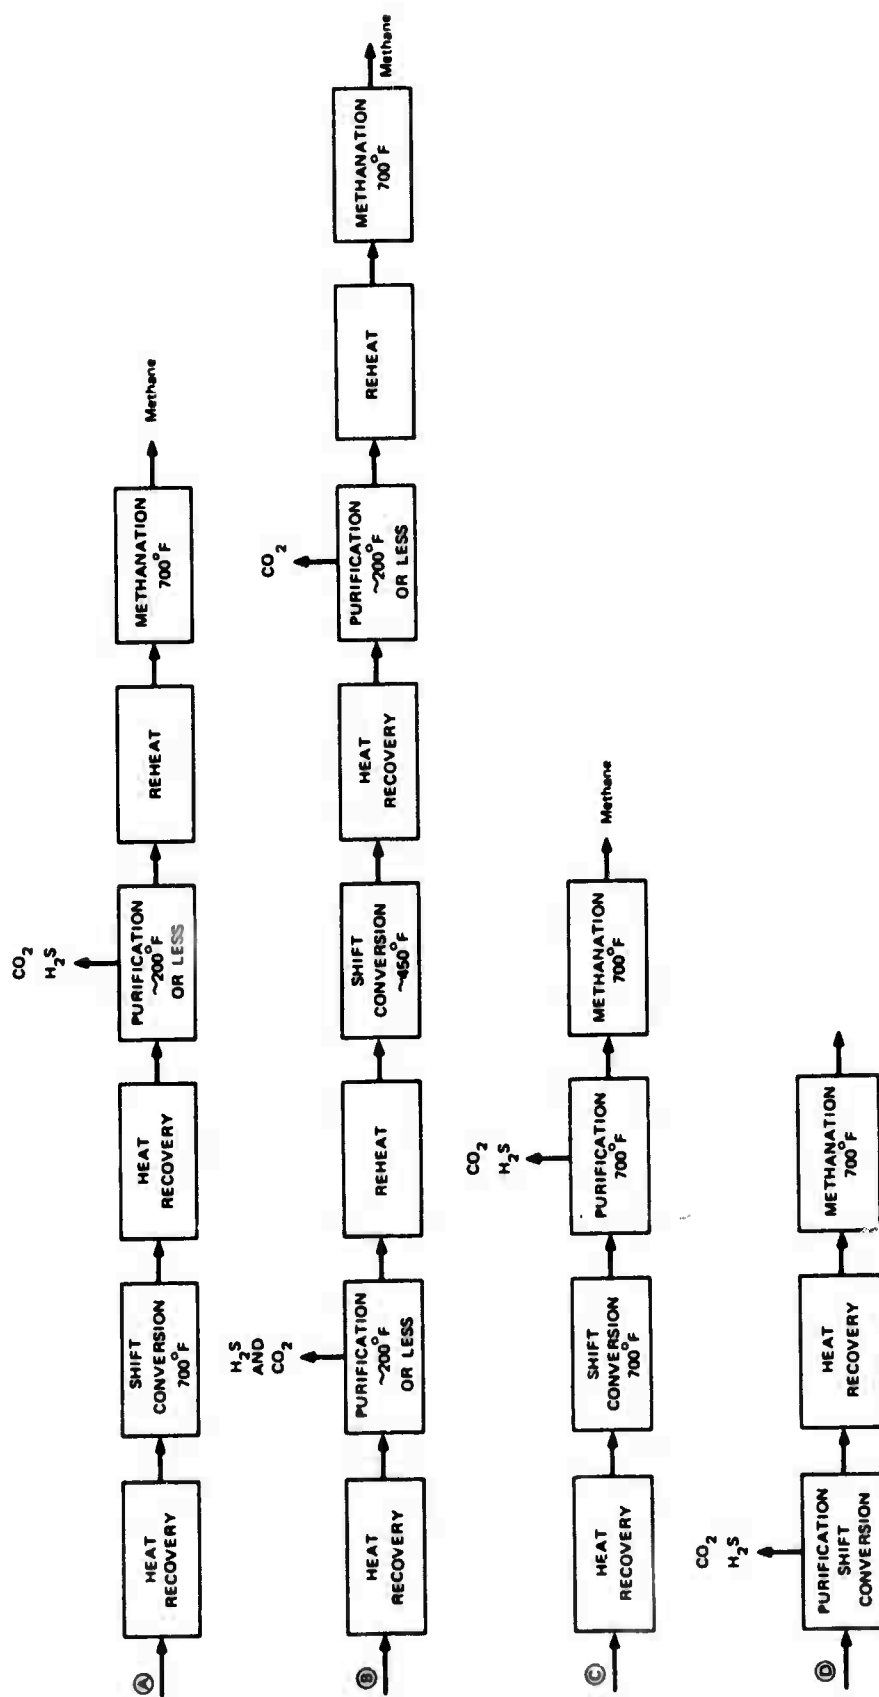 Ⓐ
HEAT
RECOVERY
SHIFT
CONVERSION
700°F
HEAT
RECOVERY
CO2
H2S
PURIFICATION
~200°F
OR LESS
REHEAT
METHANATION
700°F
Methane
Ⓑ
HEAT
RECOVERY
H2S
AND
CO2
PURIFICATION
~200°F
OR LESS
REHEAT
SHIFT
CONVERSION
~450°F
HEAT
RECOVERY
CO2
PURIFICATION
~200°F
OR LESS
REHEAT
METHANATION
700°F
Methane
Ⓒ
HEAT
RECOVERY
SHIFT
CONVERSION
700°F
CO2
H2S
PURIFICATION
700°F
METHANATION
700°F
Methane
Ⓓ
CO2
H2S
PURIFICATION
SHIFT
CONVERSION
HEAT
RECOVERY
METHANATION
700°F